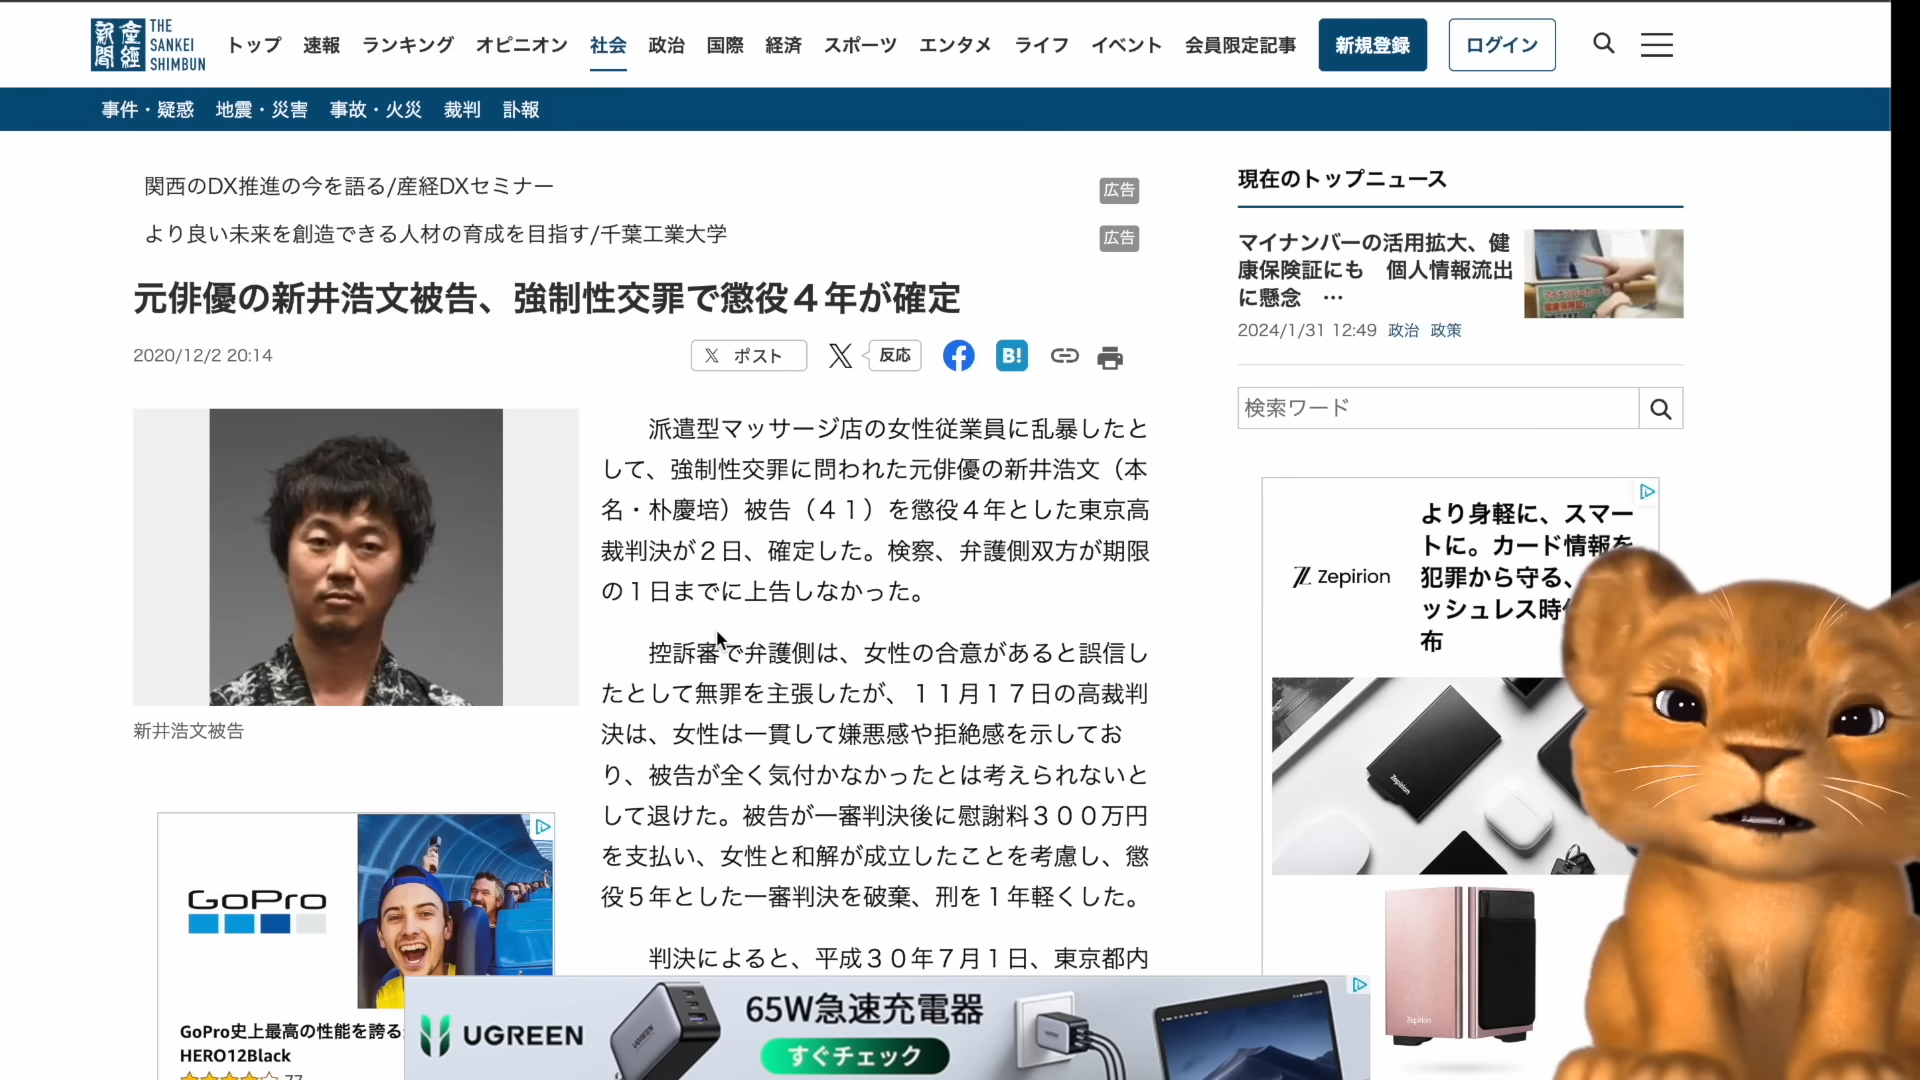 産經新聞
THE SANKEI SHIMBUN
トップ 速報 ランキング オピニオン 社会 政治 国際 経済 スポーツ エンタメ ライフ イベント 会員限定記事 新規登録 ログイン
事件・疑惑 地震・災害 事故・火災 裁判 訃報
関西のDX推進の今を語る/産経DXセミナー 広告
より良い未来を創造できる人材の育成を目指す/千葉工業大学 広告
元俳優の新井浩文被告、強制性交罪で懲役４年が確定
2020/12/2 20:14
X ポスト X 反応 B!
新井浩文被告
派遣型マッサージ店の女性従業員に乱暴したと
して、強制性交罪に問われた元俳優の新井浩文（本
名・朴慶培）被告（４１）を懲役４年とした東京高
裁判決が２日、確定した。検察、弁護側双方が期限
の１日までに上告しなかった。
控訴審で弁護側は、女性の合意があると誤信し
たとして無罪を主張したが、１１月１７日の高裁判
決は、女性は一貫して嫌悪感や拒絶感を示してお
り、被告が全く気付かなかったとは考えられないと
して退けた。被告が一審判決後に慰謝料３００万円
を支払い、女性と和解が成立したことを考慮し、懲
役５年とした一審判決を破棄、刑を１年軽くした。
判決によると、平成３０年７月１日、東京都内
GoPro
GoPro史上最高の性能を誇る
HERO12Black
77
UGREEN
65W急速充電器
すぐチェック
現在のトップニュース
マイナンバーの活用拡大、健
康保険証にも　個人情報流出
に懸念　…
2024/1/31 12:49 政治 政策
検索ワード
Zepirion
より身軽に、スマー
トに。カード情報を
犯罪から守る、
ッシュレス時
布
Zepirion
Zepirion